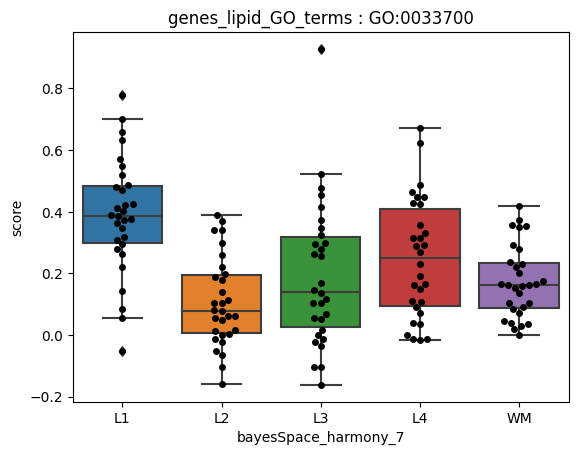 genes_lipid_GO_terms : GO:0033700
score
0.8
0.6
0.4
0.2
0.0
−0.2
L1 L2 L3 L4 WM
bayesSpace_harmony_7